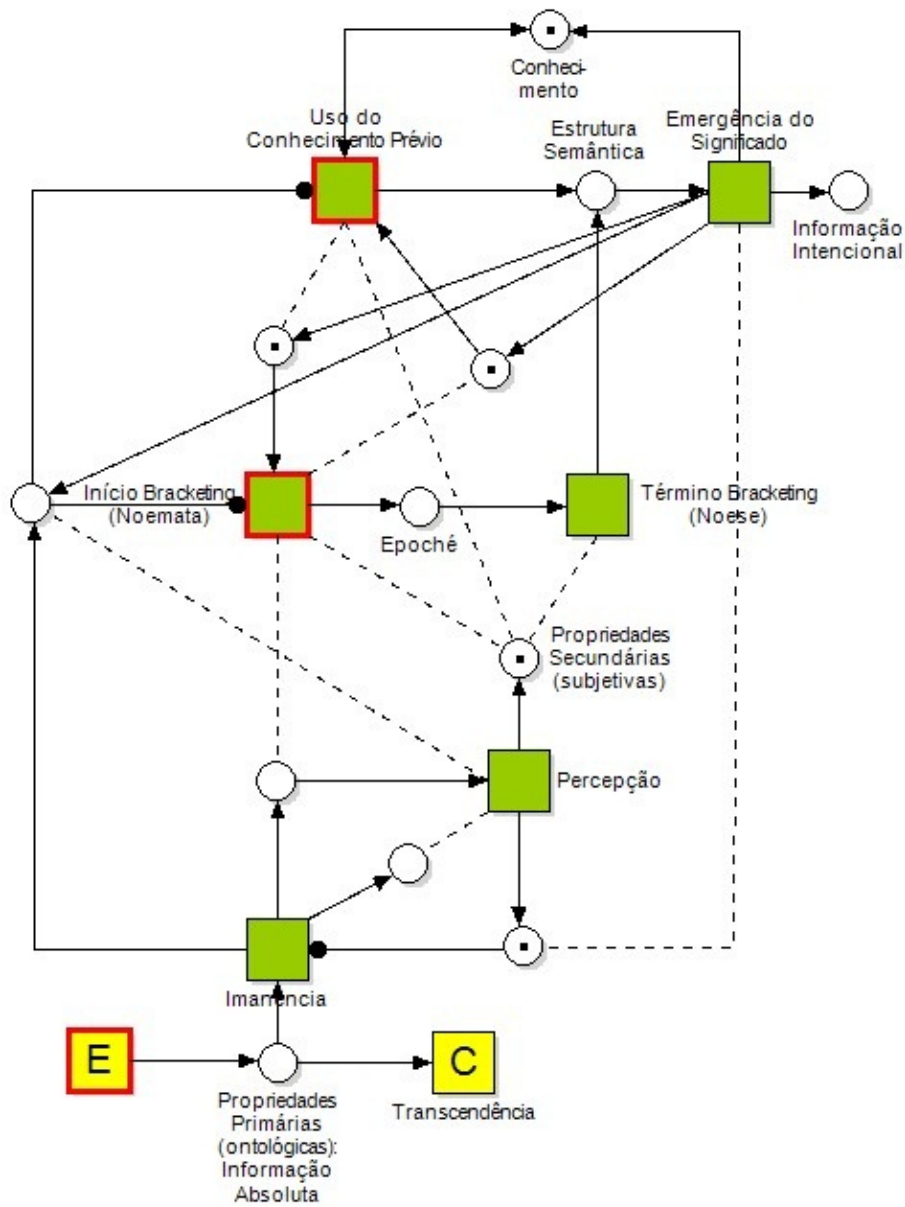 Conheci-
mento
Uso do
Conhecimento Prévio
Estrutura
Semântica
Emergência do
Significado
Informação
Intencional
Início Bracketing
(Noemata)
Epoché
Término Bracketing
(Noese)
Propriedades
Secundárias
(subjetivas)
Percepção
Imanência
E
C
Transcendência
Propriedades
Primárias
(ontológicas):
Informação
Absoluta